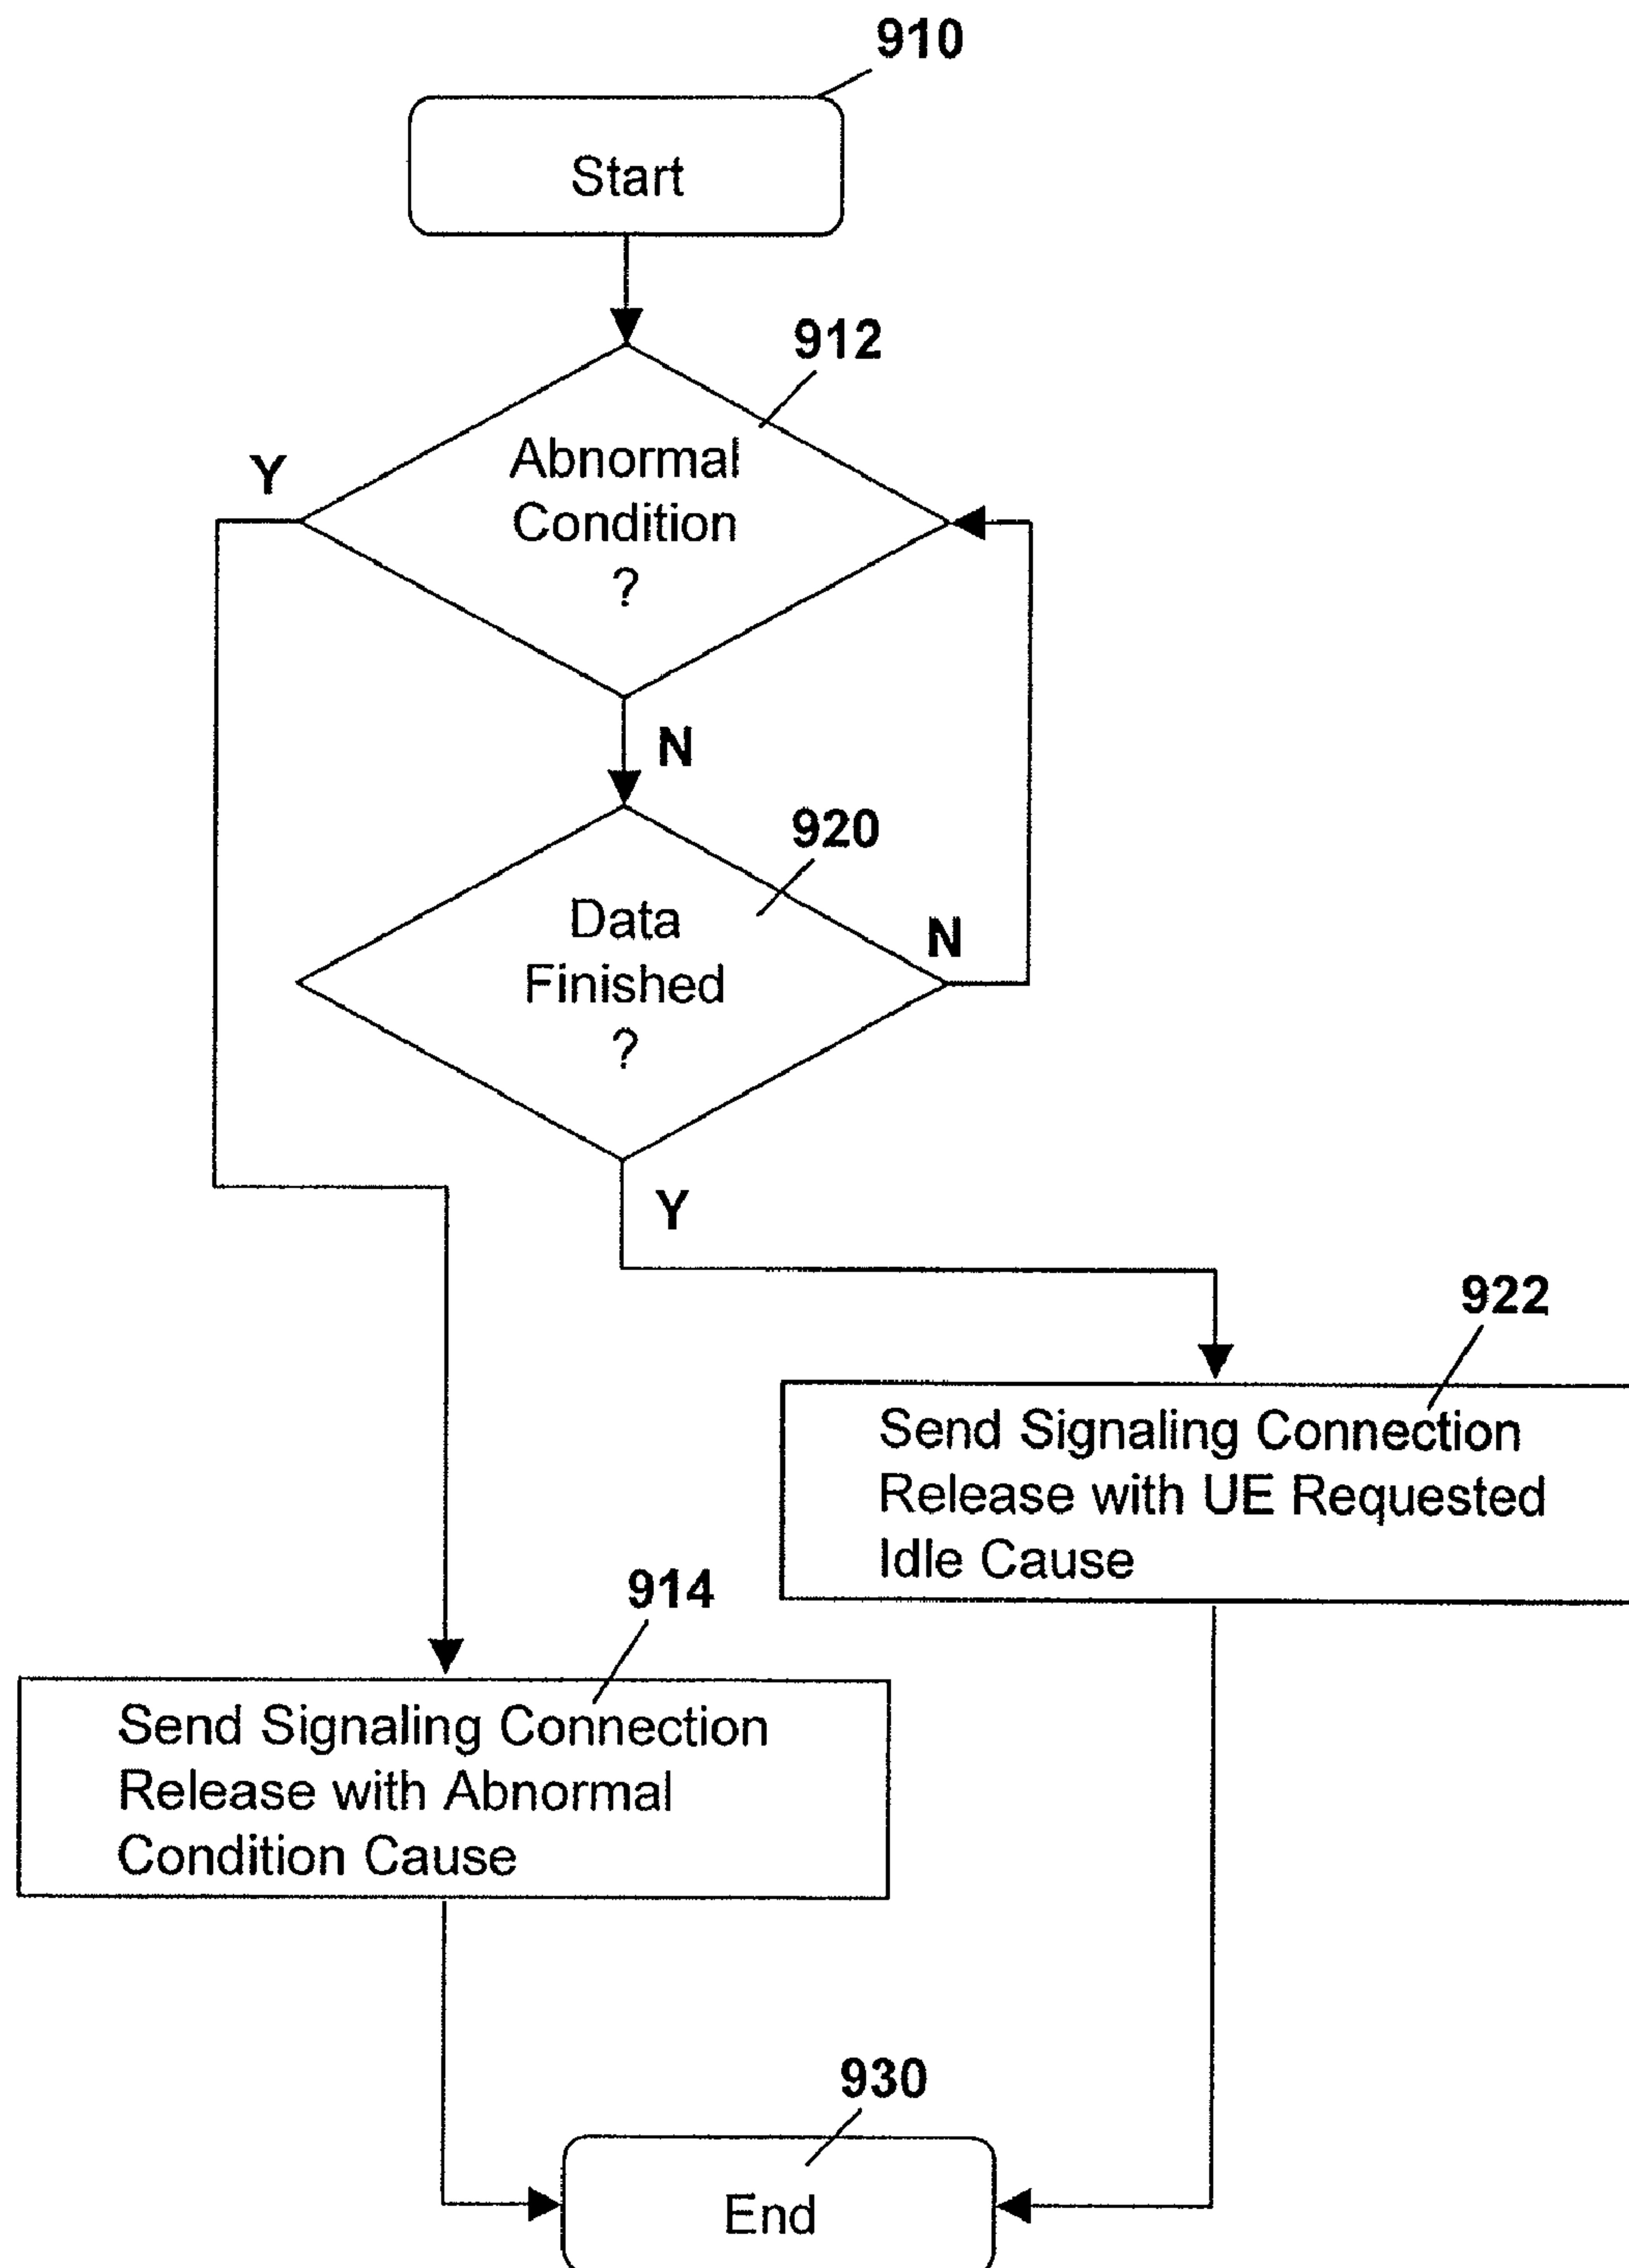 910
Start
912
Abnormal
Condition
?
Y
N
920
Data
Finished
?
N
Y
922
Send Signaling Connection
Release with UE Requested
Idle Cause
914
Send Signaling Connection
Release with Abnormal
Condition Cause
930
End